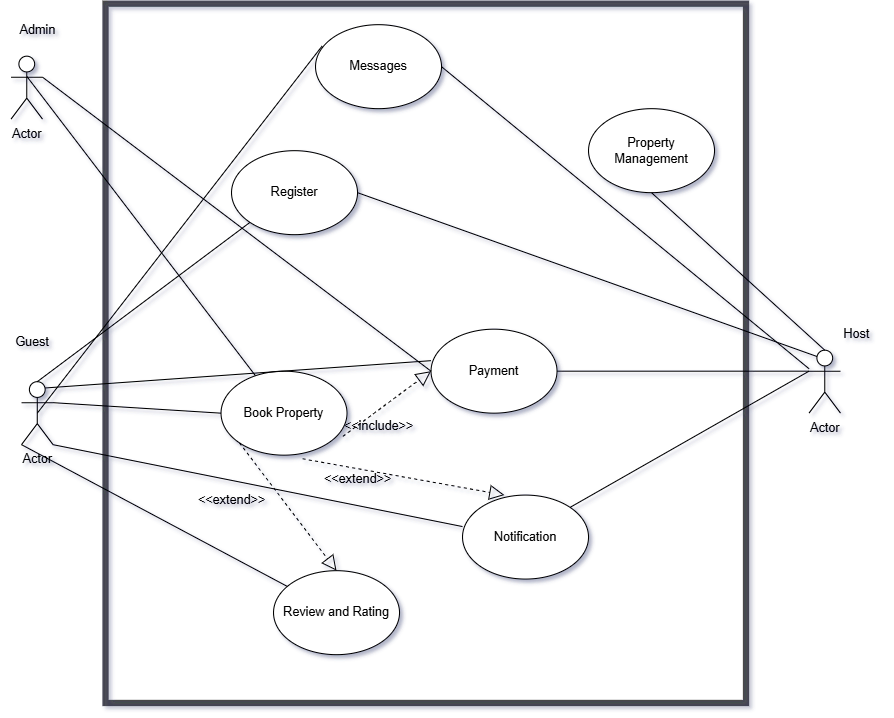 Admin
Actor
Messages
Property
Management
Register
Guest
Host
Payment
Book Property
<<include>>
Actor
Actor
<<extend>>
<<extend>>
Notification
Review and Rating